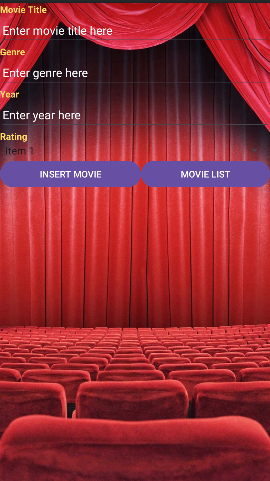 Movie Title
Enter movie title here
Genre
Enter genre here
Year
Enter year here
Rating
Item 1
INSERT MOVIE
MOVIE LIST